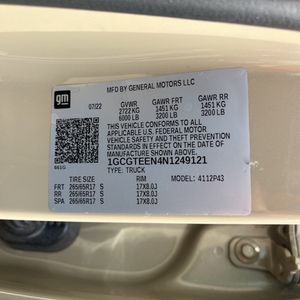 gm
MFD BY GENERAL MOTORS LLC
07/22 GVWR GAWR FRT GAWR RR
2722 KG 1451 KG 1451 KG
6000 LB 3200 LB 3200 LB
THIS VEHICLE CONFORMS TO ALL
APPLICABLE U.S. FEDERAL MOTOR
VEHICLE SAFETY AND THEFT PREVENTION
STANDARDS IN EFFECT ON THE DATE
OF MANUFACTURE SHOWN ABOVE.
1GCGTEEN4N1249121
TYPE: TRUCK
TIRE SIZE RIM MODEL: 4112P43
FRT 265/65R17 S 17X8.0J
RR 265/65R17 S 17X8.0J
SPA 265/65R17 S 17X8.0J